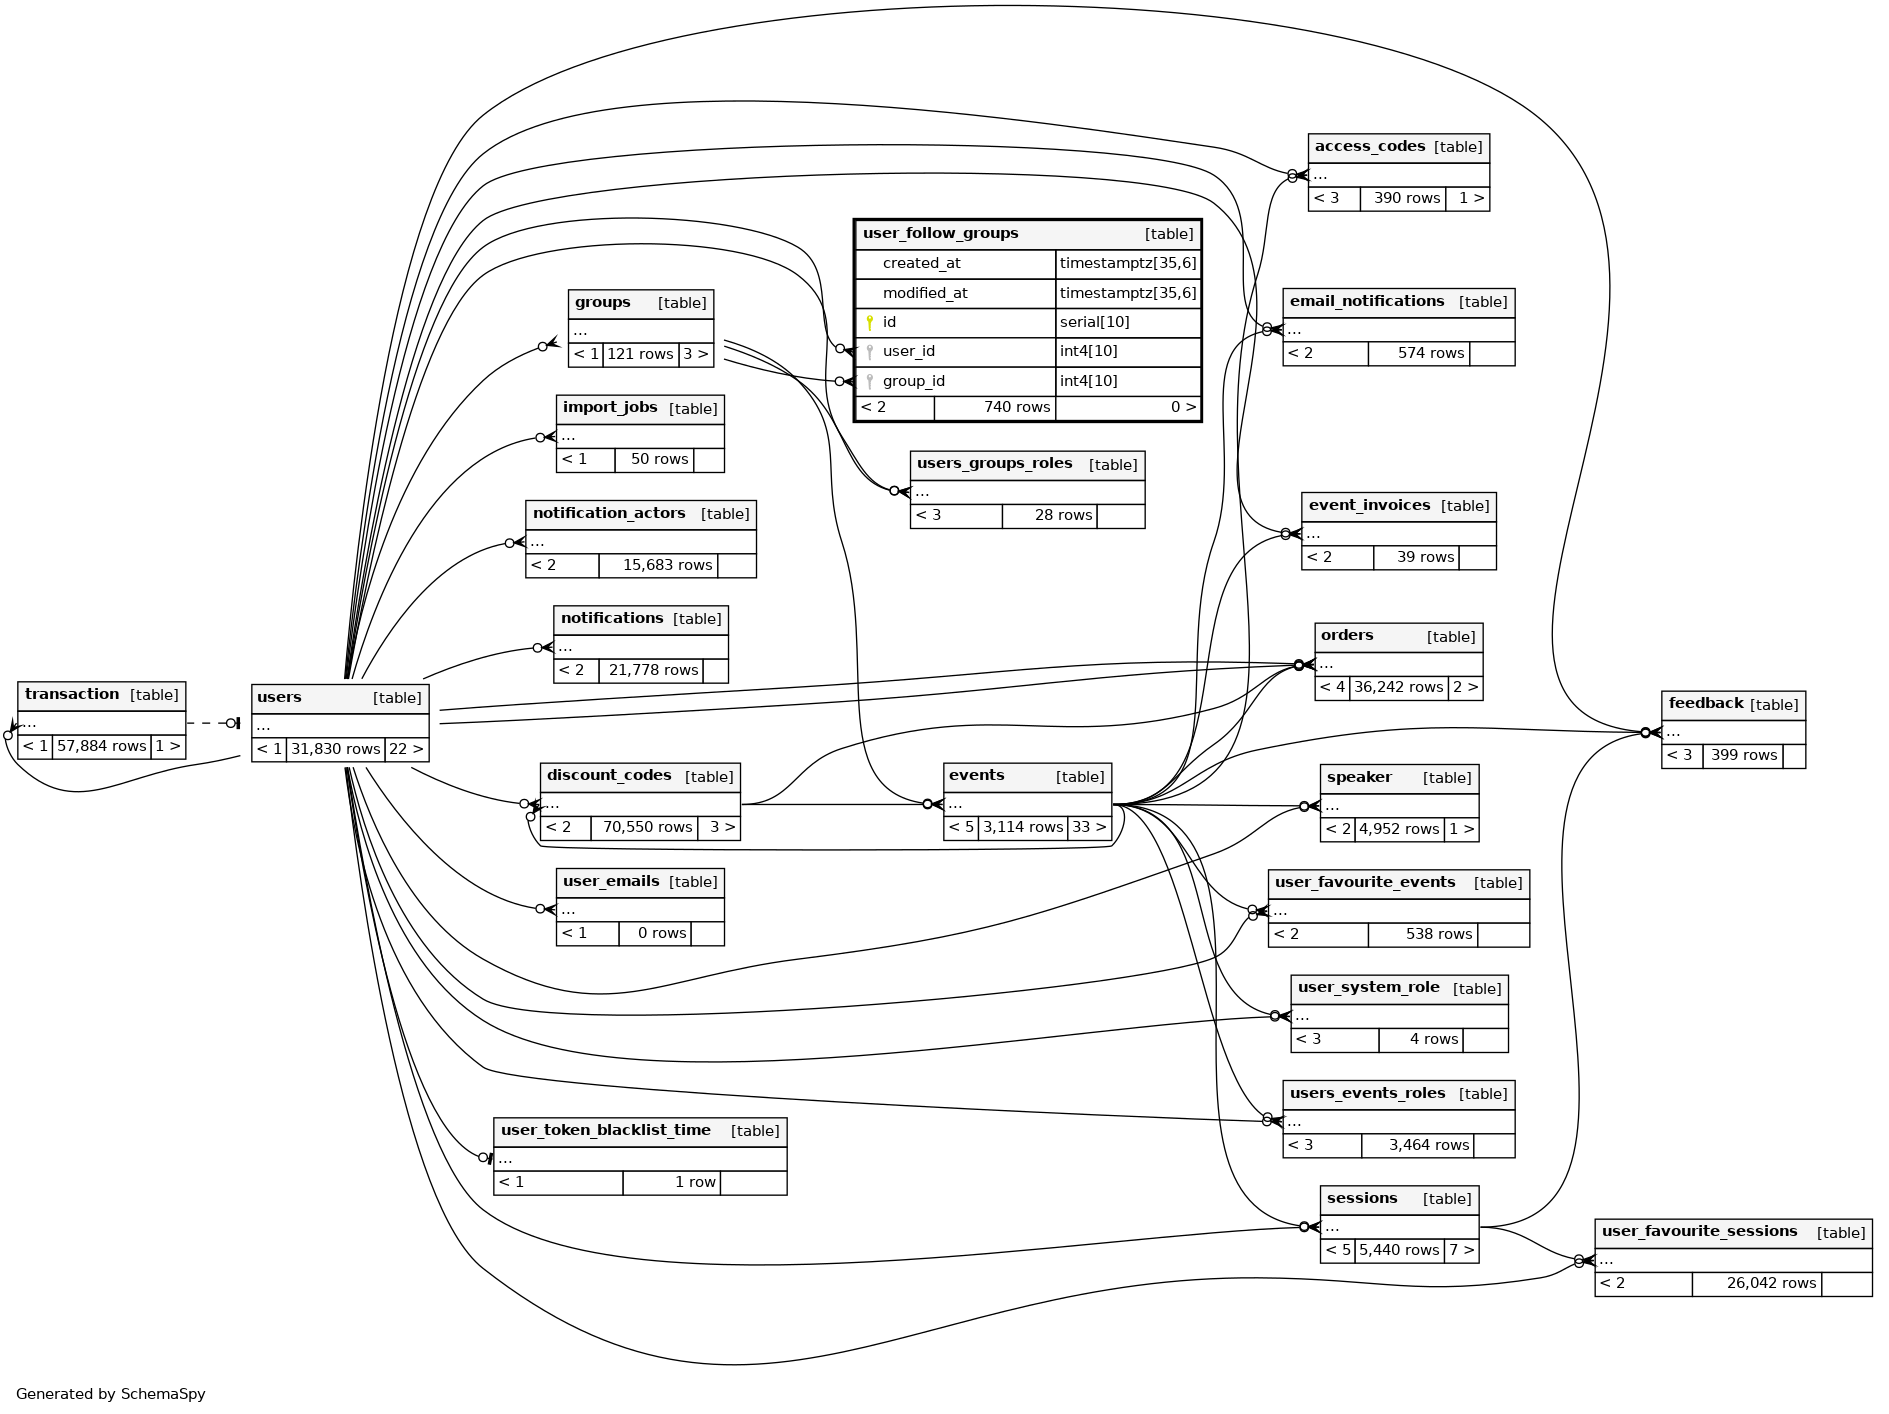 access_codes [table]
...
< 3 390 rows 1 >
user_follow_groups [table]
created_at timestamptz[35,6]
modified_at timestamptz[35,6]
id serial[10]
user_id int4[10]
group_id int4[10]
< 2 740 rows 0 >
groups [table]
...
< 1 121 rows 3 >
email_notifications [table]
...
< 2 574 rows
import_jobs [table]
...
< 1 50 rows
users_groups_roles [table]
...
< 3 28 rows
notification_actors [table]
...
< 2 15,683 rows
event_invoices [table]
...
< 2 39 rows
notifications [table]
...
< 2 21,778 rows
orders [table]
...
< 4 36,242 rows 2 >
transaction [table]
...
< 1 57,884 rows 1 >
users [table]
...
< 1 31,830 rows 22 >
feedback [table]
...
< 3 399 rows
discount_codes [table]
...
< 2 70,550 rows 3 >
events [table]
...
< 5 3,114 rows 33 >
speaker [table]
...
< 2 4,952 rows 1 >
user_emails [table]
...
< 1 0 rows
user_favourite_events [table]
...
< 2 538 rows
user_system_role [table]
...
< 3 4 rows
users_events_roles [table]
...
< 3 3,464 rows
user_token_blacklist_time [table]
...
< 1 1 row
sessions [table]
...
< 5 5,440 rows 7 >
user_favourite_sessions [table]
...
< 2 26,042 rows
Generated by SchemaSpy